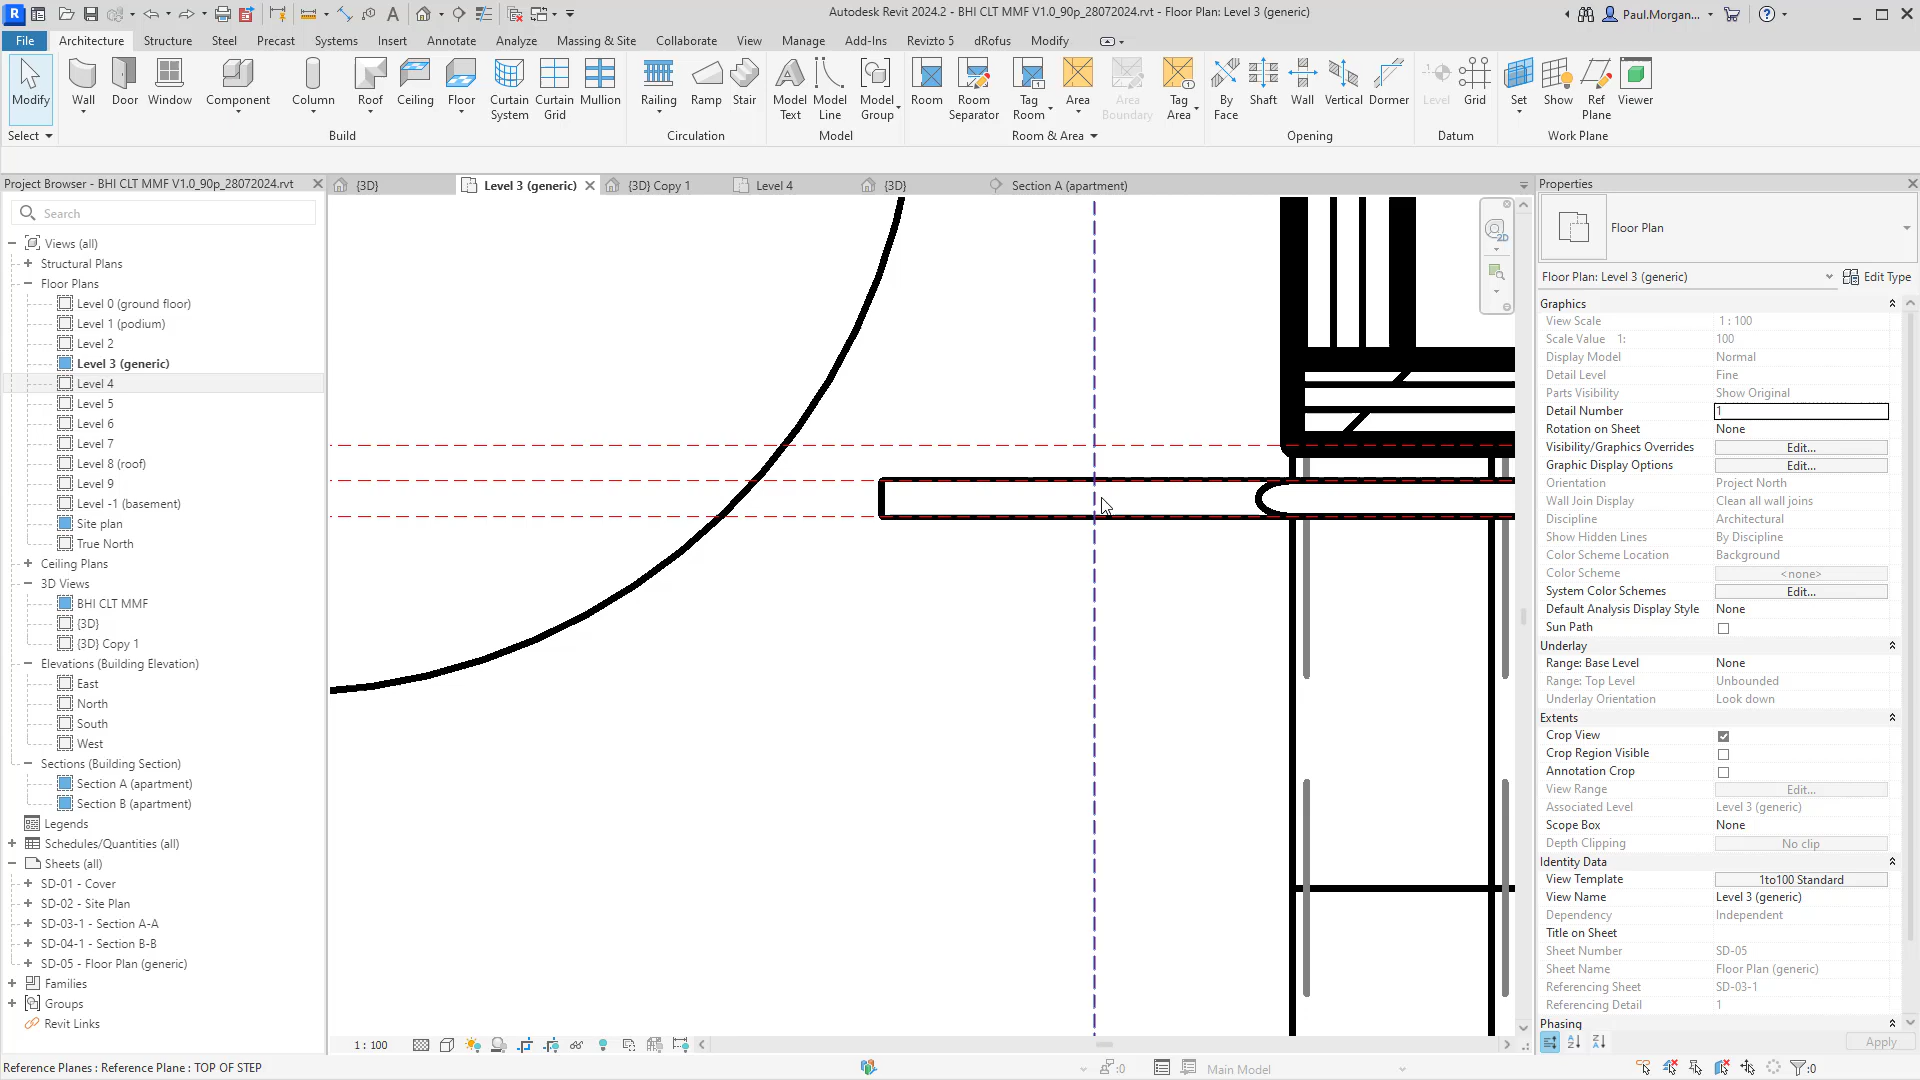 Autodesk Revit 2024.2 - BHI CLT MMF V1.0_90p_28072024.rvt - Floor Plan: Level 3 (generic)
Paul.Morgan...
File Architecture Structure Steel Precast Systems Insert Annotate Analyze Massing & Site Collaborate View Manage Add-Ins Revizto 5 dRofus Modify
Modify Wall Door Window Component Column Roof Ceiling Floor Curtain System Curtain Grid Mullion Railing Ramp Stair Model Text Model Line Model Group Room Room Separator Tag Room Area Area Boundary Tag Area By Face Shaft Wall Vertical Dormer Level Grid Set Show Ref Plane Viewer
Select Build Circulation Model Room & Area Opening Datum Work Plane
Project Browser - BHI CLT MMF V1.0_90p_28072024.rvt
Search
Views (all)
Structural Plans
Floor Plans
Level 0 (ground floor)
Level 1 (podium)
Level 2
Level 3 (generic)
Level 4
Level 5
Level 6
Level 7
Level 8 (roof)
Level 9
Level -1 (basement)
Site plan
True North
Ceiling Plans
3D Views
BHI CLT MMF
{3D}
{3D} Copy 1
Elevations (Building Elevation)
East
North
South
West
Sections (Building Section)
Section A (apartment)
Section B (apartment)
Legends
Schedules/Quantities (all)
Sheets (all)
SD-01 - Cover
SD-02 - Site Plan
SD-03-1 - Section A-A
SD-04-1 - Section B-B
SD-05 - Floor Plan (generic)
Families
Groups
Revit Links
{3D} Level 3 (generic) {3D} Copy 1 Level 4 {3D} Section A (apartment)
2D
1 : 100
Properties
Floor Plan
Floor Plan: Level 3 (generic) Edit Type
Graphics
View Scale 1 : 100
Scale Value 1: 100
Display Model Normal
Detail Level Fine
Parts Visibility Show Original
Detail Number 1
Rotation on Sheet None
Visibility/Graphics Overrides Edit...
Graphic Display Options Edit...
Orientation Project North
Wall Join Display Clean all wall joins
Discipline Architectural
Show Hidden Lines By Discipline
Color Scheme Location Background
Color Scheme <none>
System Color Schemes Edit...
Default Analysis Display Style None
Sun Path
Underlay
Range: Base Level None
Range: Top Level Unbounded
Underlay Orientation Look down
Extents
Crop View
Crop Region Visible
Annotation Crop
View Range Edit...
Associated Level Level 3 (generic)
Scope Box None
Depth Clipping No clip
Identity Data
View Template 1to100 Standard
View Name Level 3 (generic)
Dependency Independent
Title on Sheet
Sheet Number SD-05
Sheet Name Floor Plan (generic)
Referencing Sheet SD-03-1
Referencing Detail 1
Phasing
Apply
Reference Planes : Reference Plane : TOP OF STEP
:0
Main Model
:0